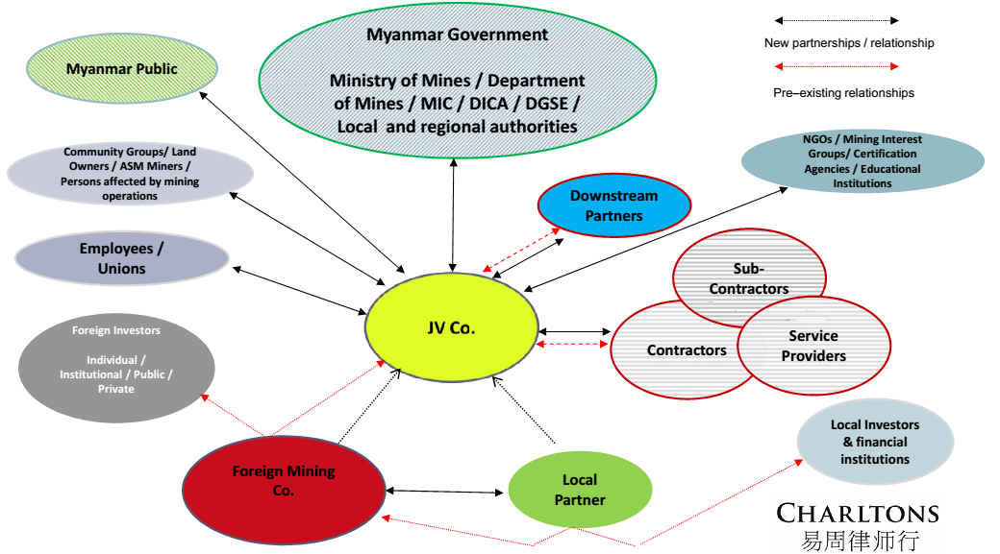 Myanmar Government
Ministry of Mines / Department
of Mines / MIC / DICA / DGSE /
Local and regional authorities
New partnerships / relationship
Pre–existing relationships
Myanmar Public
Community Groups/ Land
Owners / ASM Miners /
Persons affected by mining
operations
NGOs / Mining Interest
Groups/ Certification
Agencies / Educational
Institutions
Downstream
Partners
Employees /
Unions
Sub-
Contractors
JV Co.
Contractors
Service
Providers
Foreign Investors
Individual /
Institutional / Public /
Private
Local Investors
& financial
institutions
Foreign Mining
Co.
Local
Partner
CHARLTONS
易周律师行